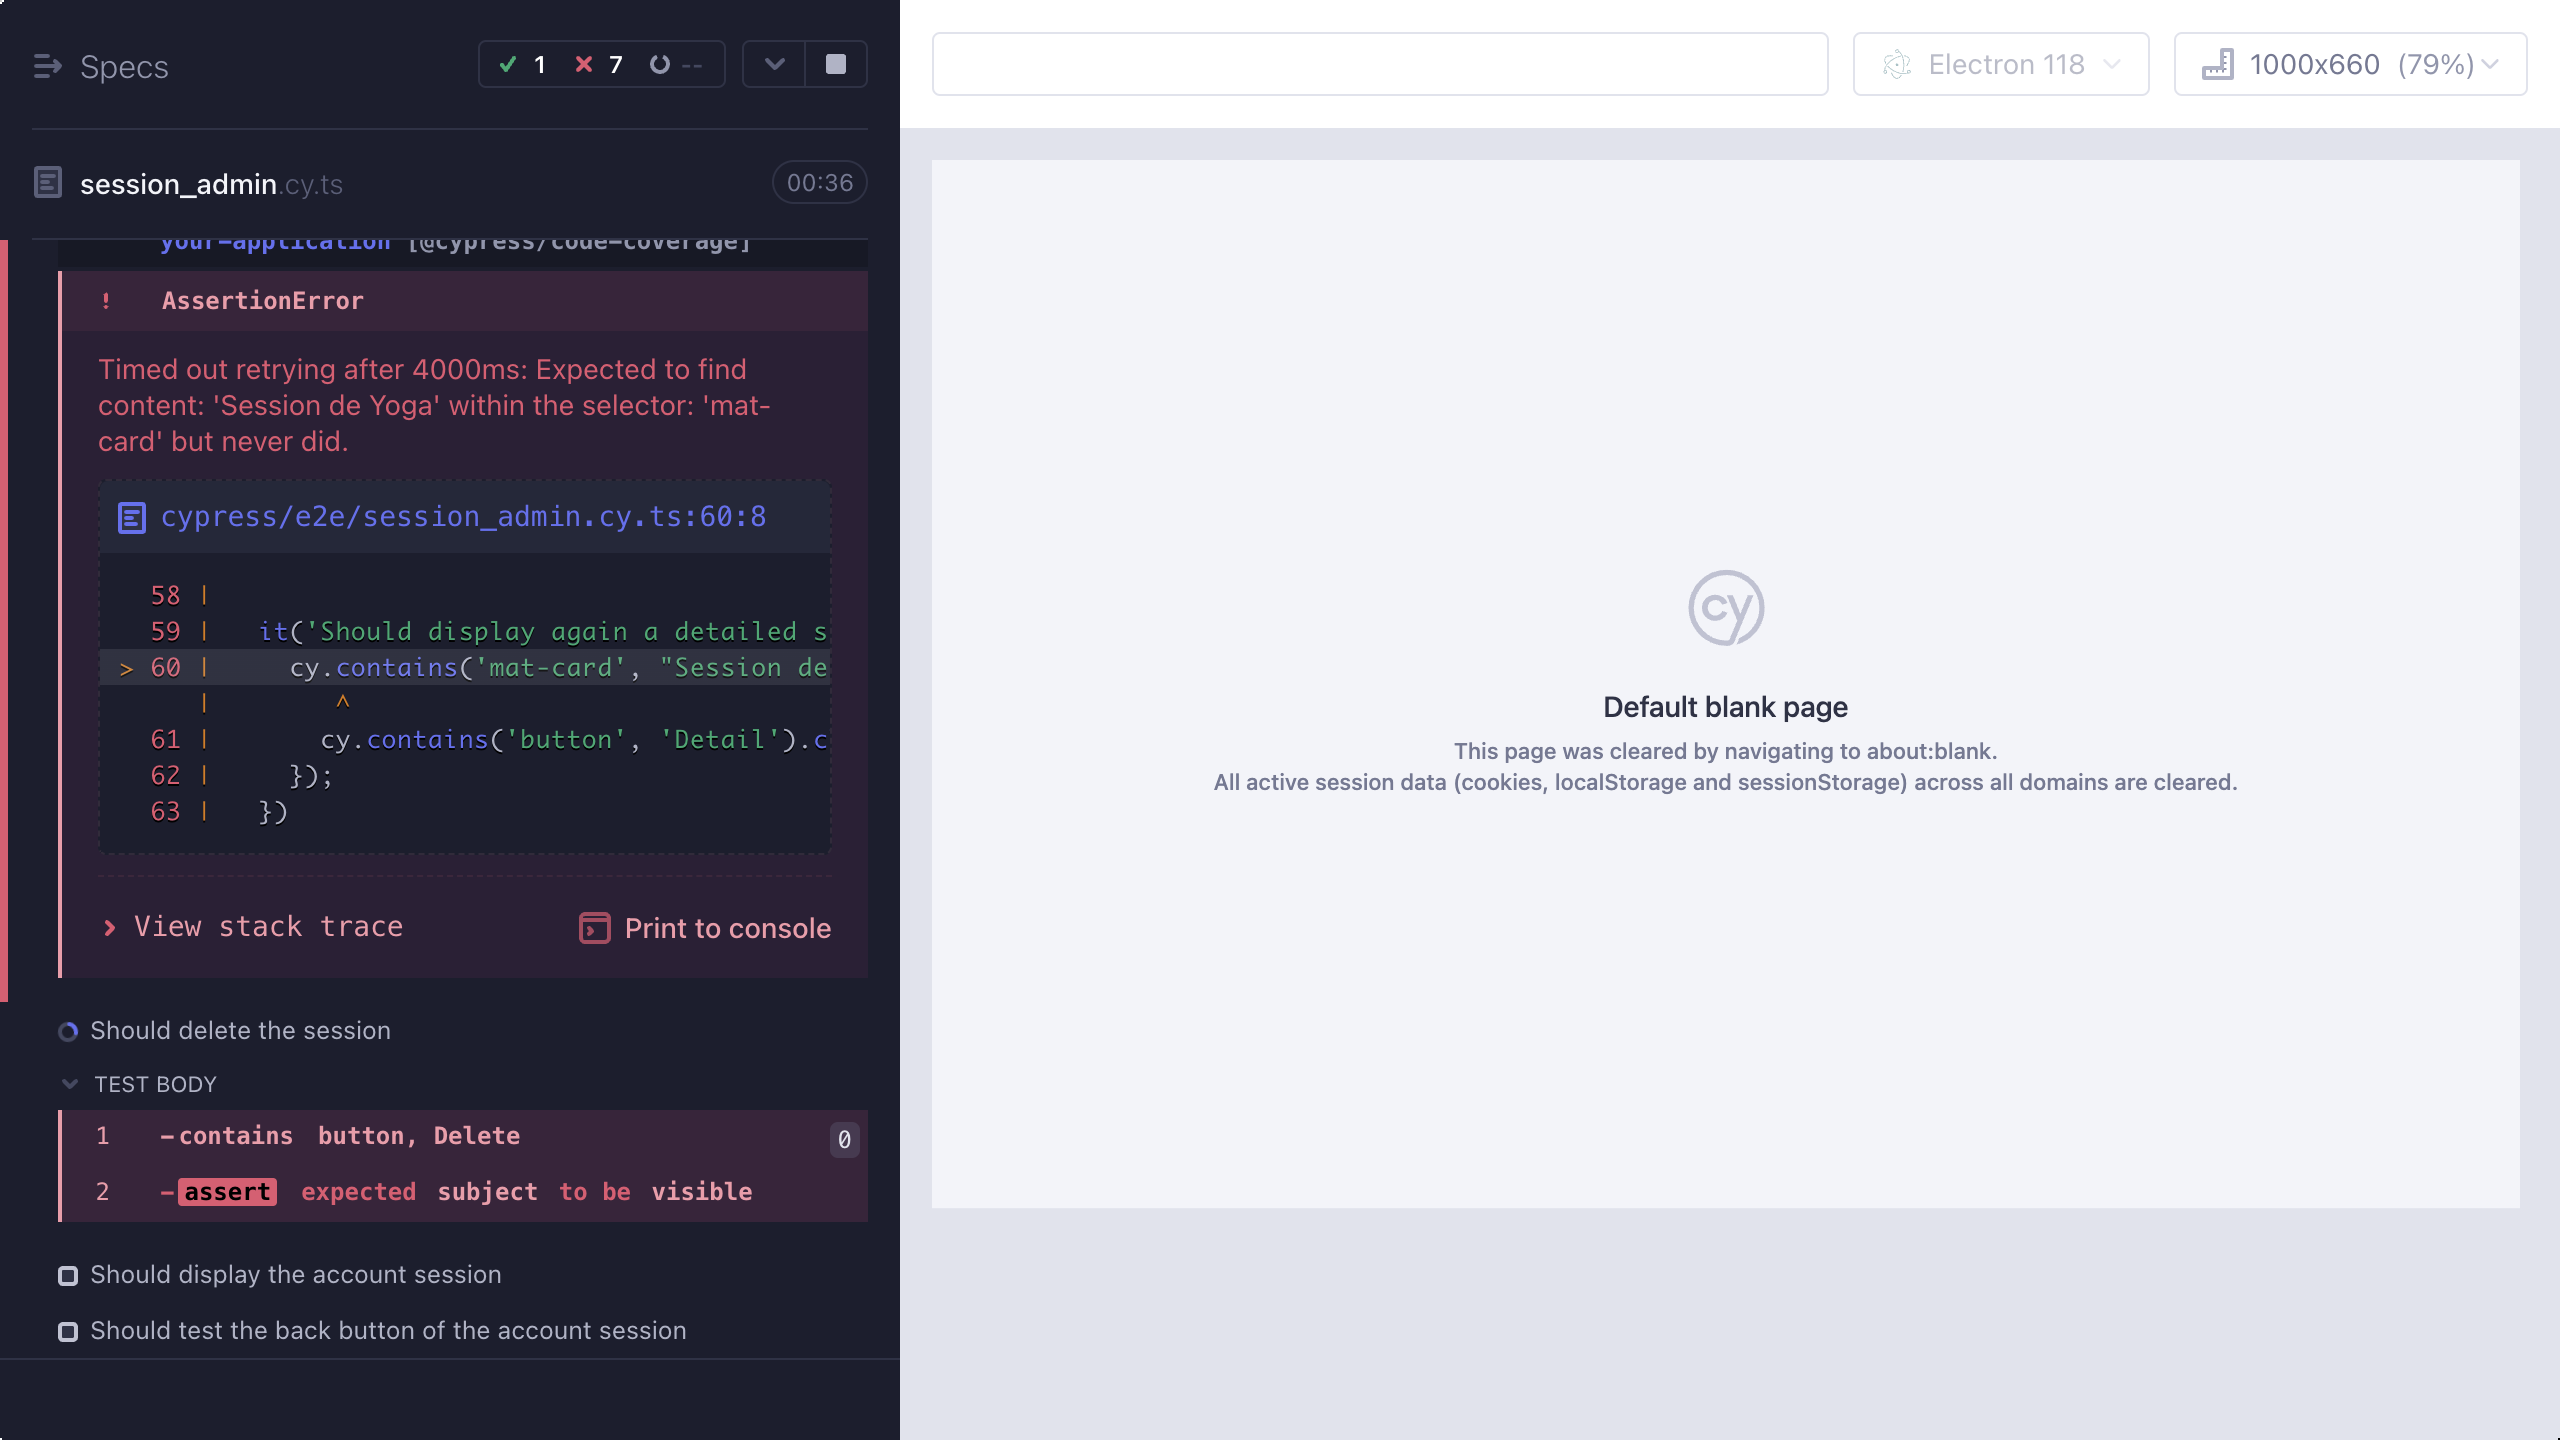 Specs
1 7 --
session_admin.cy.ts
00:36
your-application [@cypress/code-coverage]
! AssertionError
Timed out retrying after 4000ms: Expected to find
content: 'Session de Yoga' within the selector: 'mat-
card' but never did.
cypress/e2e/session_admin.cy.ts:60:8
58 |
59 | it('Should display again a detailed s
> 60 | cy.contains('mat-card', "Session de
| ^
61 | cy.contains('button', 'Detail').c
62 | });
63 | })
View stack trace
Print to console
Should delete the session
TEST BODY
1 -contains button, Delete 0
2 -assert expected subject to be visible
Should display the account session
Should test the back button of the account session
Electron 118
1000x660 (79%)
cy
Default blank page
This page was cleared by navigating to about:blank.
All active session data (cookies, localStorage and sessionStorage) across all domains are cleared.